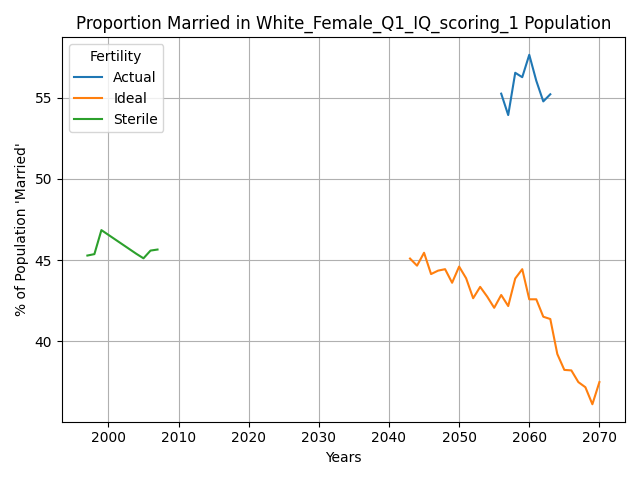 Proportion Married in White_Female_Q1_IQ_scoring_1 Population
Fertility
Actual
Ideal
Sterile
% of Population 'Married'
55
50
45
40
2000
2010
2020
2030
2040
2050
2060
2070
Years